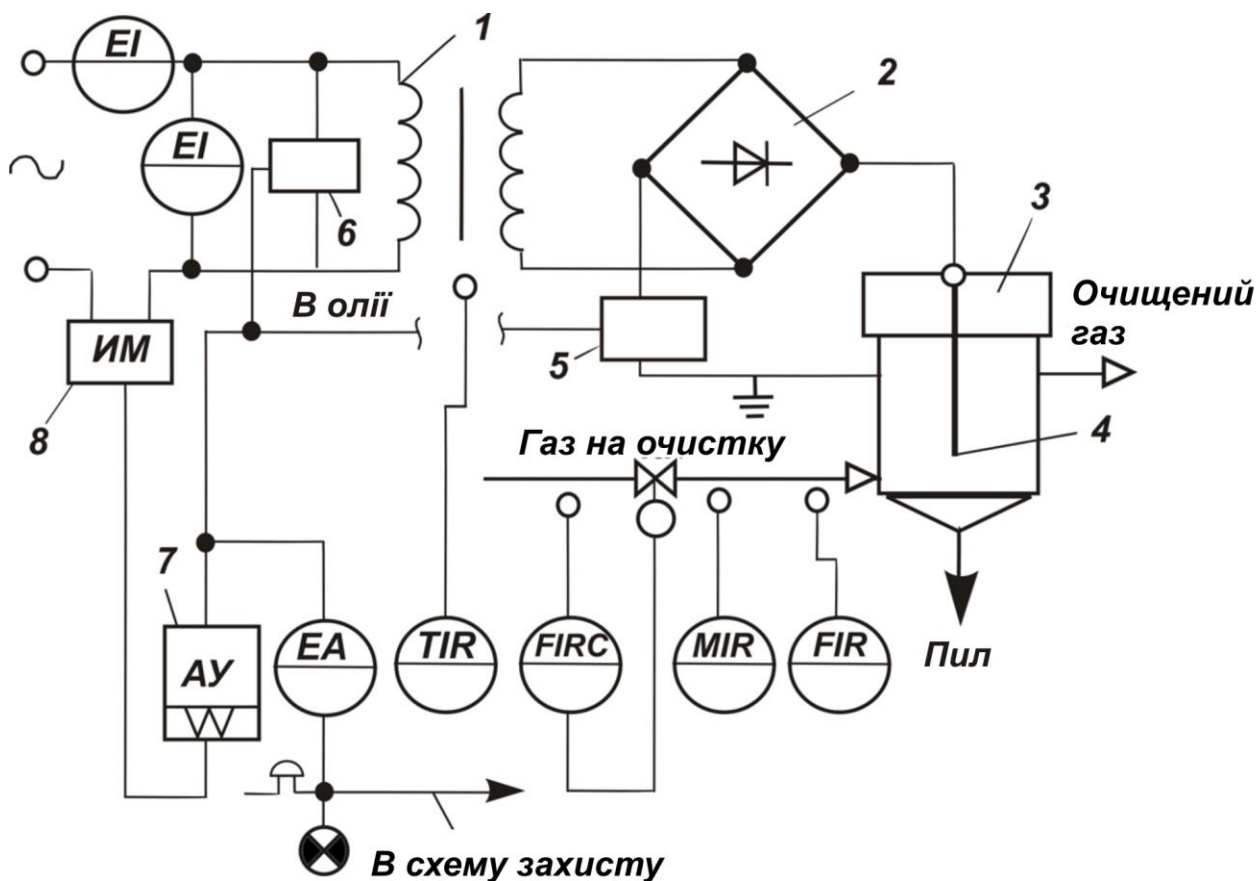 EI
1
EI
2
6
3
В олії
Очищений
газ
ИМ
5
8
Газ на очистку
4
7
АУ
EA
TIR
FIRC
MIR
FIR
Пил
В схему захисту